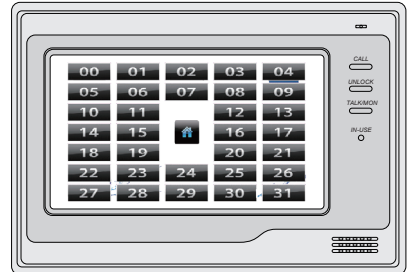 CALL
UNLOCK
TALK/MON
IN-USE
00 01 02 03 04
05 06 07 08 09
10 11 12 13
14 15 16 17
18 19 20 21
22 23 24 25 26
27 28 29 30 31